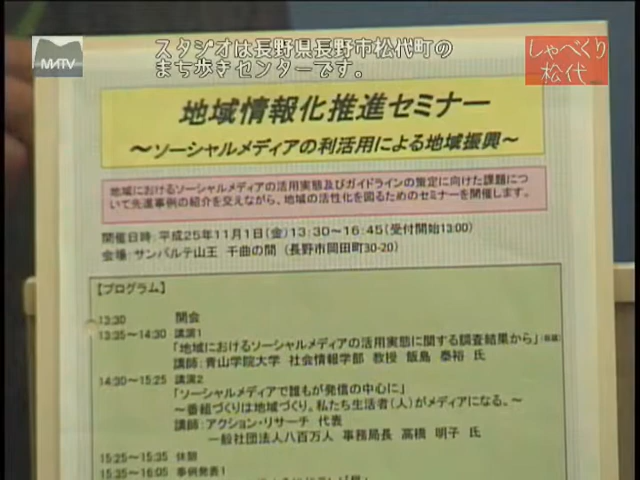 MATV
スタジオは長野県長野市松代町の
まち歩きセンターです。
しゃべくり
松代
地域情報化推進セミナー
～ソーシャルメディアの利活用による地域振興～
地域におけるソーシャルメディアの活用実態及びガイドラインの策定に向けた課題につ
いて先進事例の紹介を交えながら、地域の活性化を図るためのセミナーを開催します。
開催日時：平成25年11月1日(金)13:30～16:45(受付開始13:00)
会場：サンパルテ山王 千曲の間（長野市岡田町30-20）
【プログラム】
13:30 開会
13:35～14:30 講演1
「地域におけるソーシャルメディアの活用実態に関する調査結果から」
講師：青山学院大学 社会情報学部 教授 飯島 泰裕 氏
14:30～15:25 講演2
「ソーシャルメディアで誰もが発信の中心に」
～番組づくりは地域づくり。私たち生活者（人）がメディアになる。～
講師：アクション・リサーチ 代表
一般社団法人八百万人 事務局長 高橋 明子 氏
15:25～15:35 休憩
15:35～16:05 事例発表1